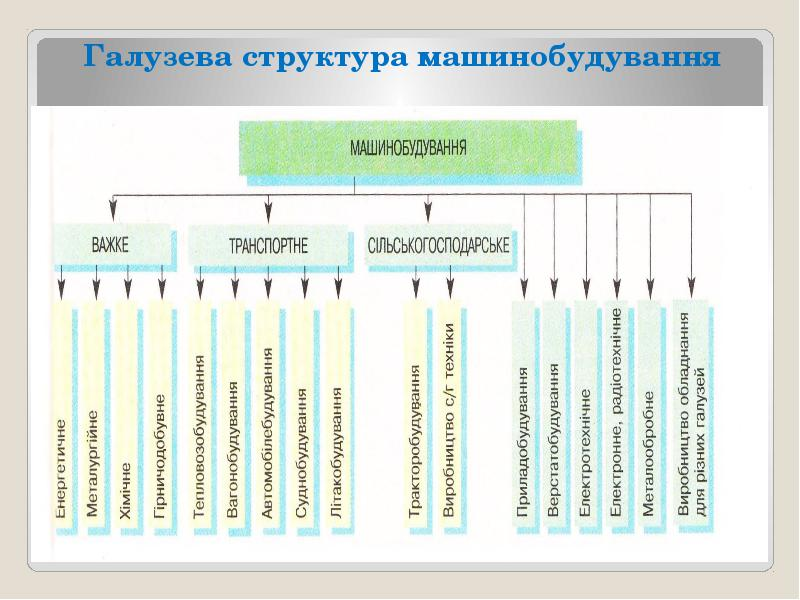 Галузева структура машинобудування
МАШИНОБУДУВАННЯ
ВАЖКЕ
ТРАНСПОРТНЕ
СІЛЬСЬКОГОСПОДАРСЬКЕ
Енергетичне
Металургійне
Хімічне
Гірничодобувне
Тепловозобудування
Вагонобудування
Автомобілебудування
Суднобудування
Літакобудування
Тракторобудування
Виробництво с/г техніки
Приладобудування
Верстатобудування
Електротехнічне
Електронне, радіотехнічне
Металообробне
Виробництво обладнання
для різних галузей